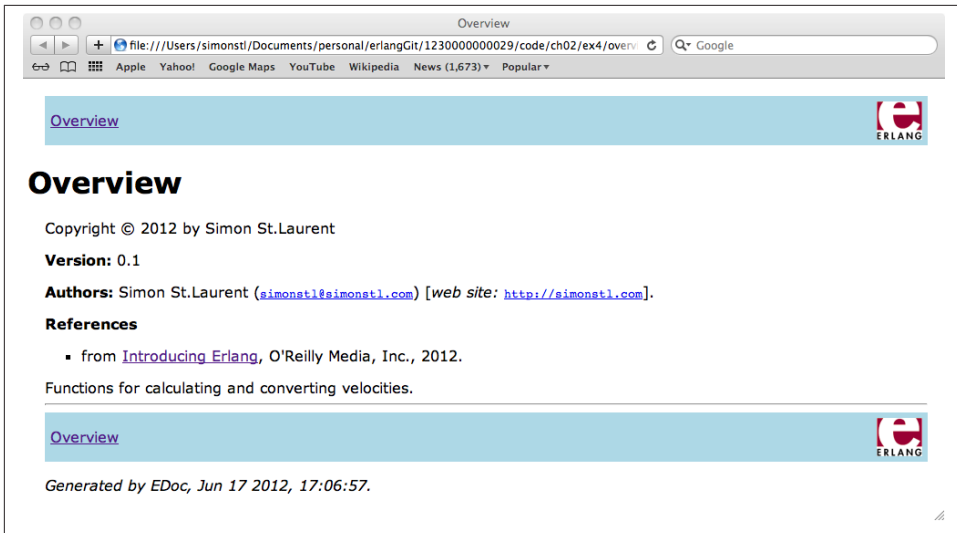 Overview
file:///Users/simonstl/Documents/personal/erlangGit/1230000000029/code/ch02/ex4/overvi
Google
Apple Yahoo! Google Maps YouTube Wikipedia News (1,673) Popular
Overview
ERLANG
Overview
Copyright © 2012 by Simon St.Laurent
Version: 0.1
Authors: Simon St.Laurent (simonstl@simonstl.com) [web site: http://simonstl.com].
References
from Introducing Erlang, O'Reilly Media, Inc., 2012.
Functions for calculating and converting velocities.
Overview
ERLANG
Generated by EDoc, Jun 17 2012, 17:06:57.